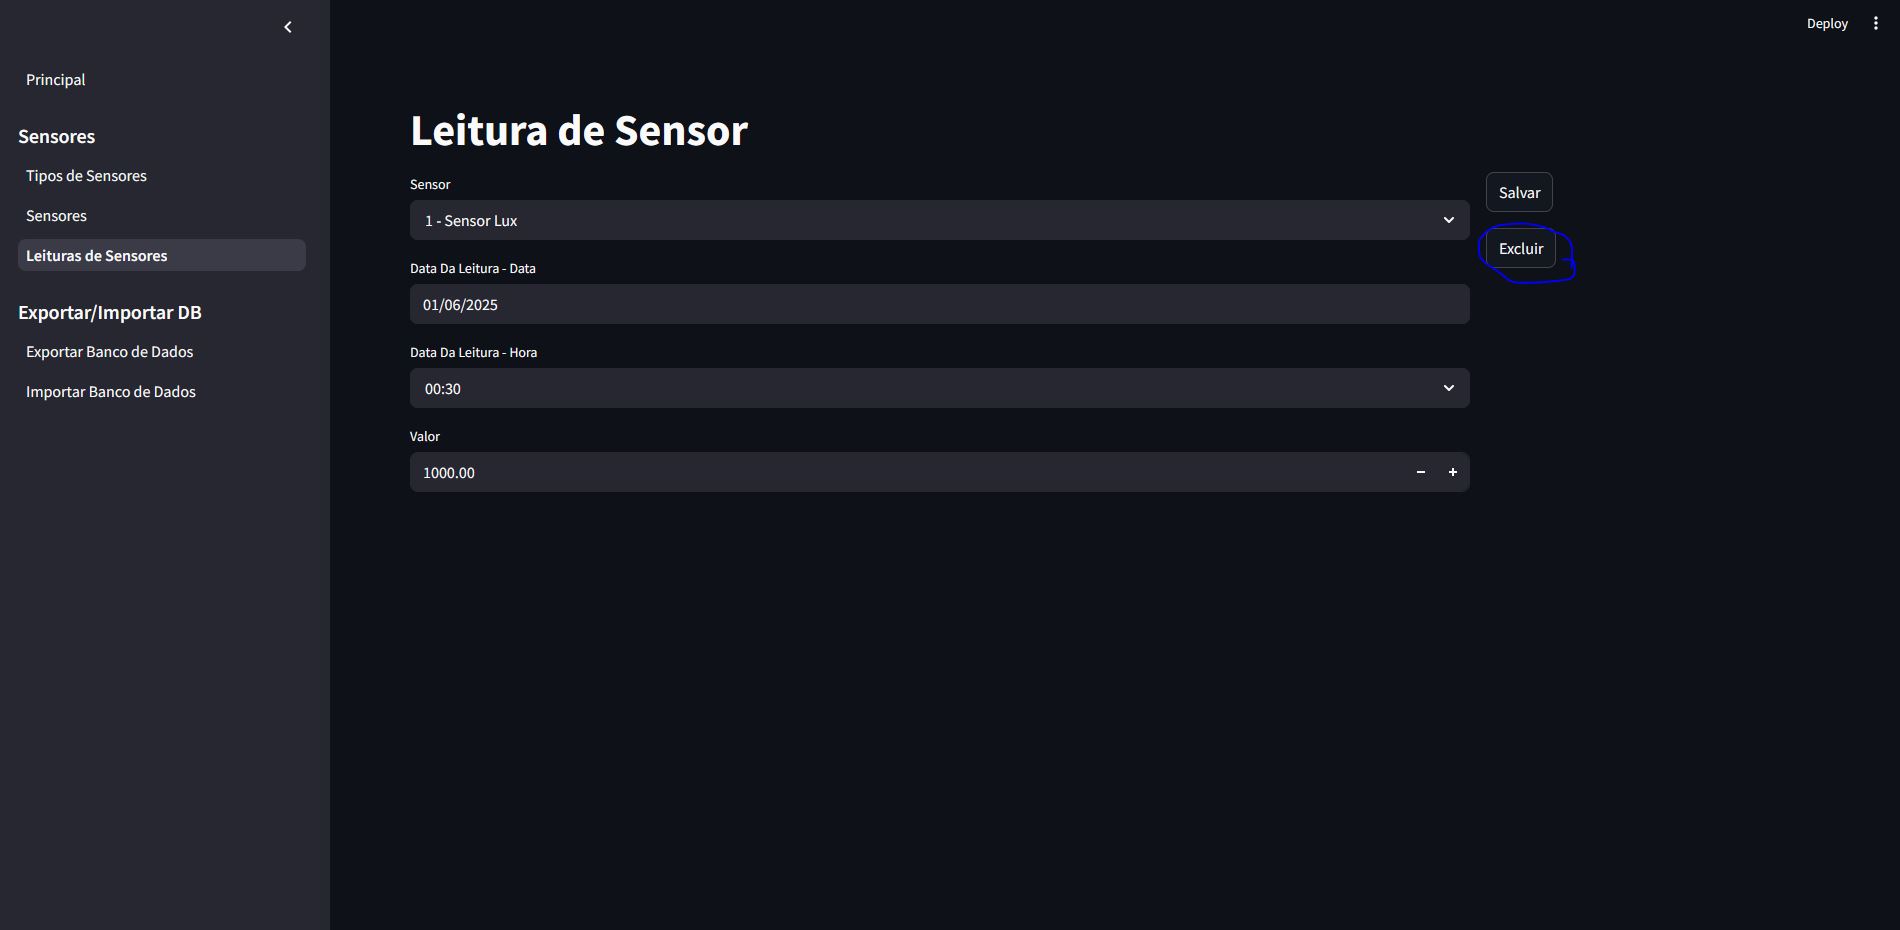 Deploy
Principal
Sensores
Tipos de Sensores
Sensores
Leituras de Sensores
Exportar/Importar DB
Exportar Banco de Dados
Importar Banco de Dados
Leitura de Sensor
Sensor
1 - Sensor Lux
Data Da Leitura - Data
01/06/2025
Data Da Leitura - Hora
00:30
Valor
1000.00
Salvar
Excluir